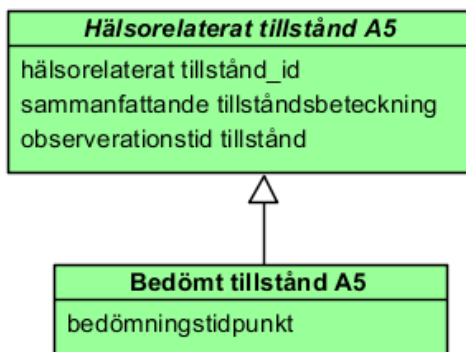 Hälsorelaterat tillstånd A5
hälsorelaterat tillstånd_id
sammanfattande tillståndsbeteckning
observerationstid tillstånd
Bedömt tillstånd A5
bedömningstidpunkt